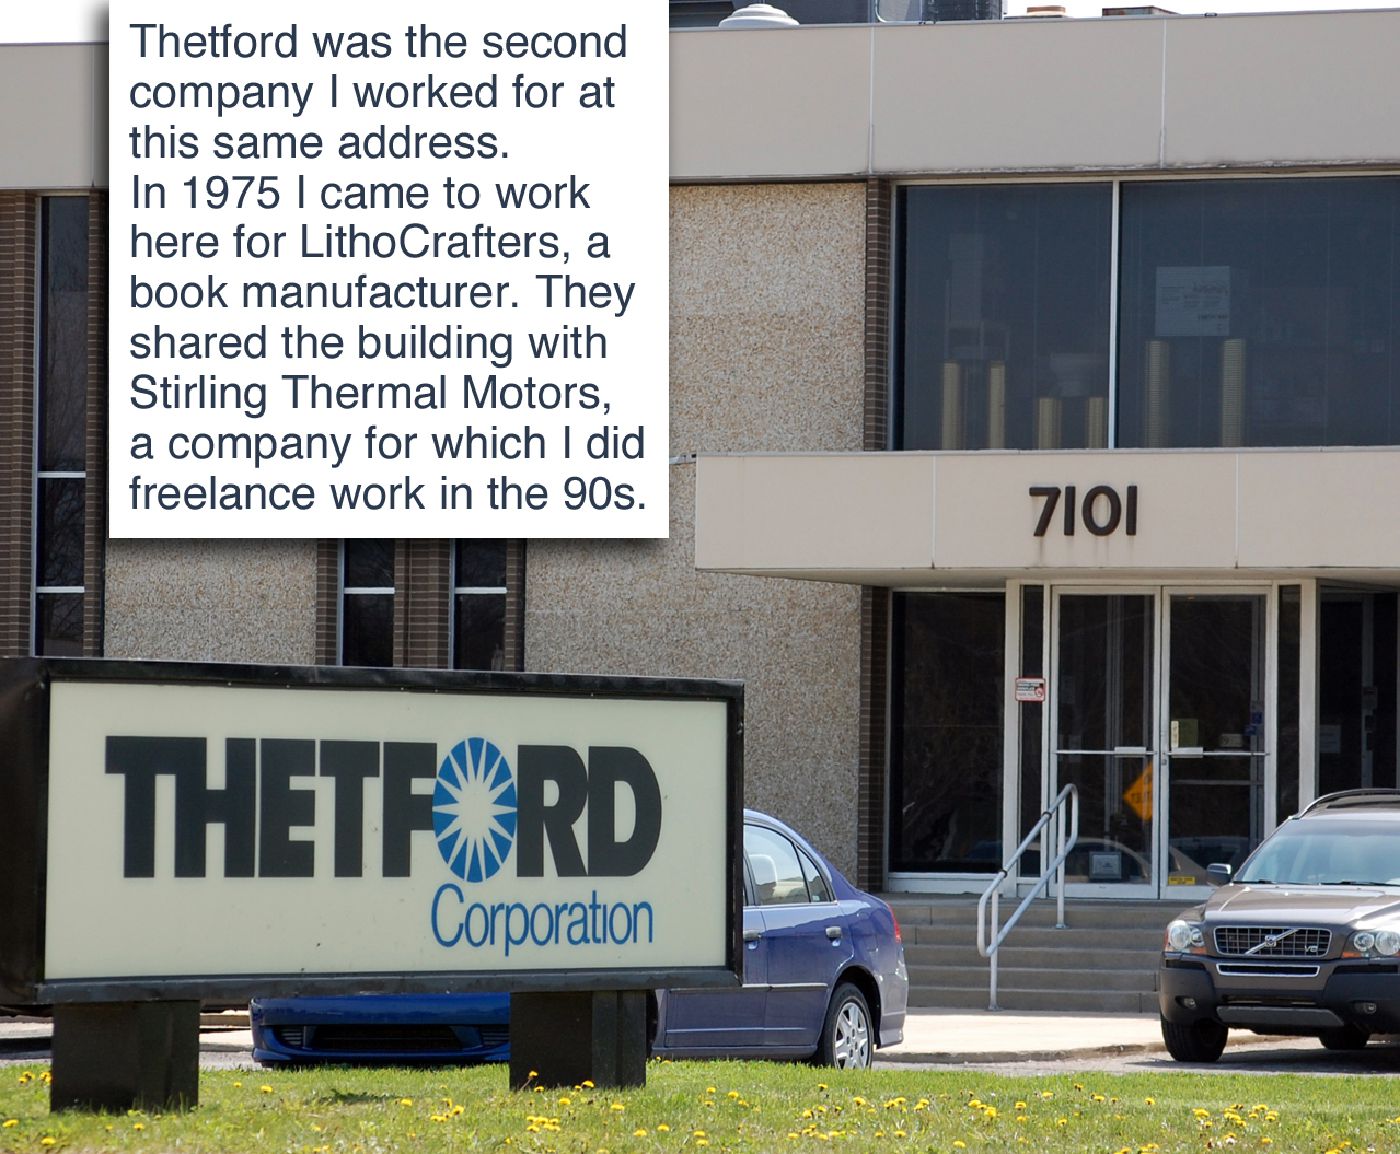 Thetford was the second
company I worked for at
this same address.
In 1975 I came to work
here for LithoCrafters, a
book manufacturer. They
shared the building with
Stirling Thermal Motors,
a company for which I did
freelance work in the 90s.
7101
THETFORD
Corporation